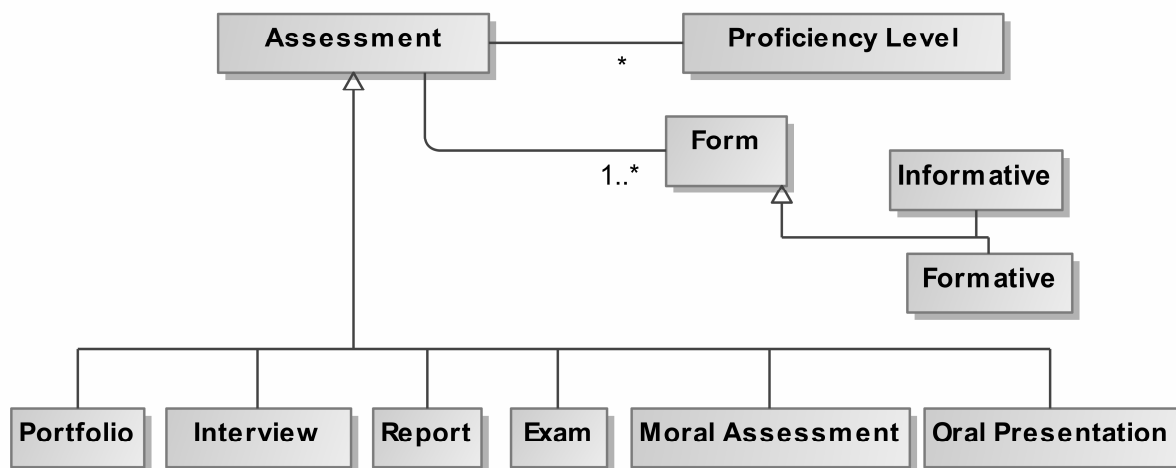 Assessment
Proficiency Level
*
Form
1..*
Informative
Formative
Portfolio
Interview
Report
Exam
Moral Assessment
Oral Presentation